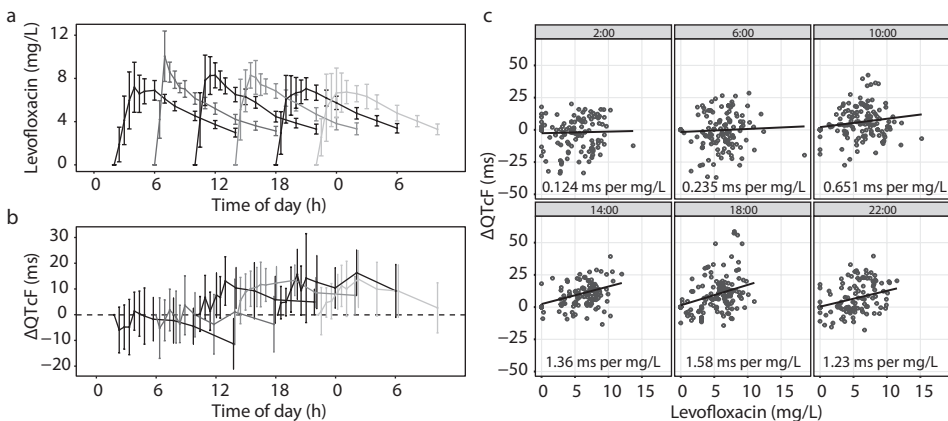 a
Levofloxacin (mg/L)
12
8
4
0
0 6 12 18 0 6
Time of day (h)
b
ΔQTcF (ms)
30
20
10
0
−10
−20
0 6 12 18 0 6
Time of day (h)
c
ΔQTcF (ms)
2:00 6:00 10:00
50
25
0
−25
−50
0.124 ms per mg/L 0.235 ms per mg/L 0.651 ms per mg/L
14:00 18:00 22:00
50
25
0
−25
−50
1.36 ms per mg/L 1.58 ms per mg/L 1.23 ms per mg/L
0 5 10 15 0 5 10 15 0 5 10 15
Levofloxacin (mg/L)